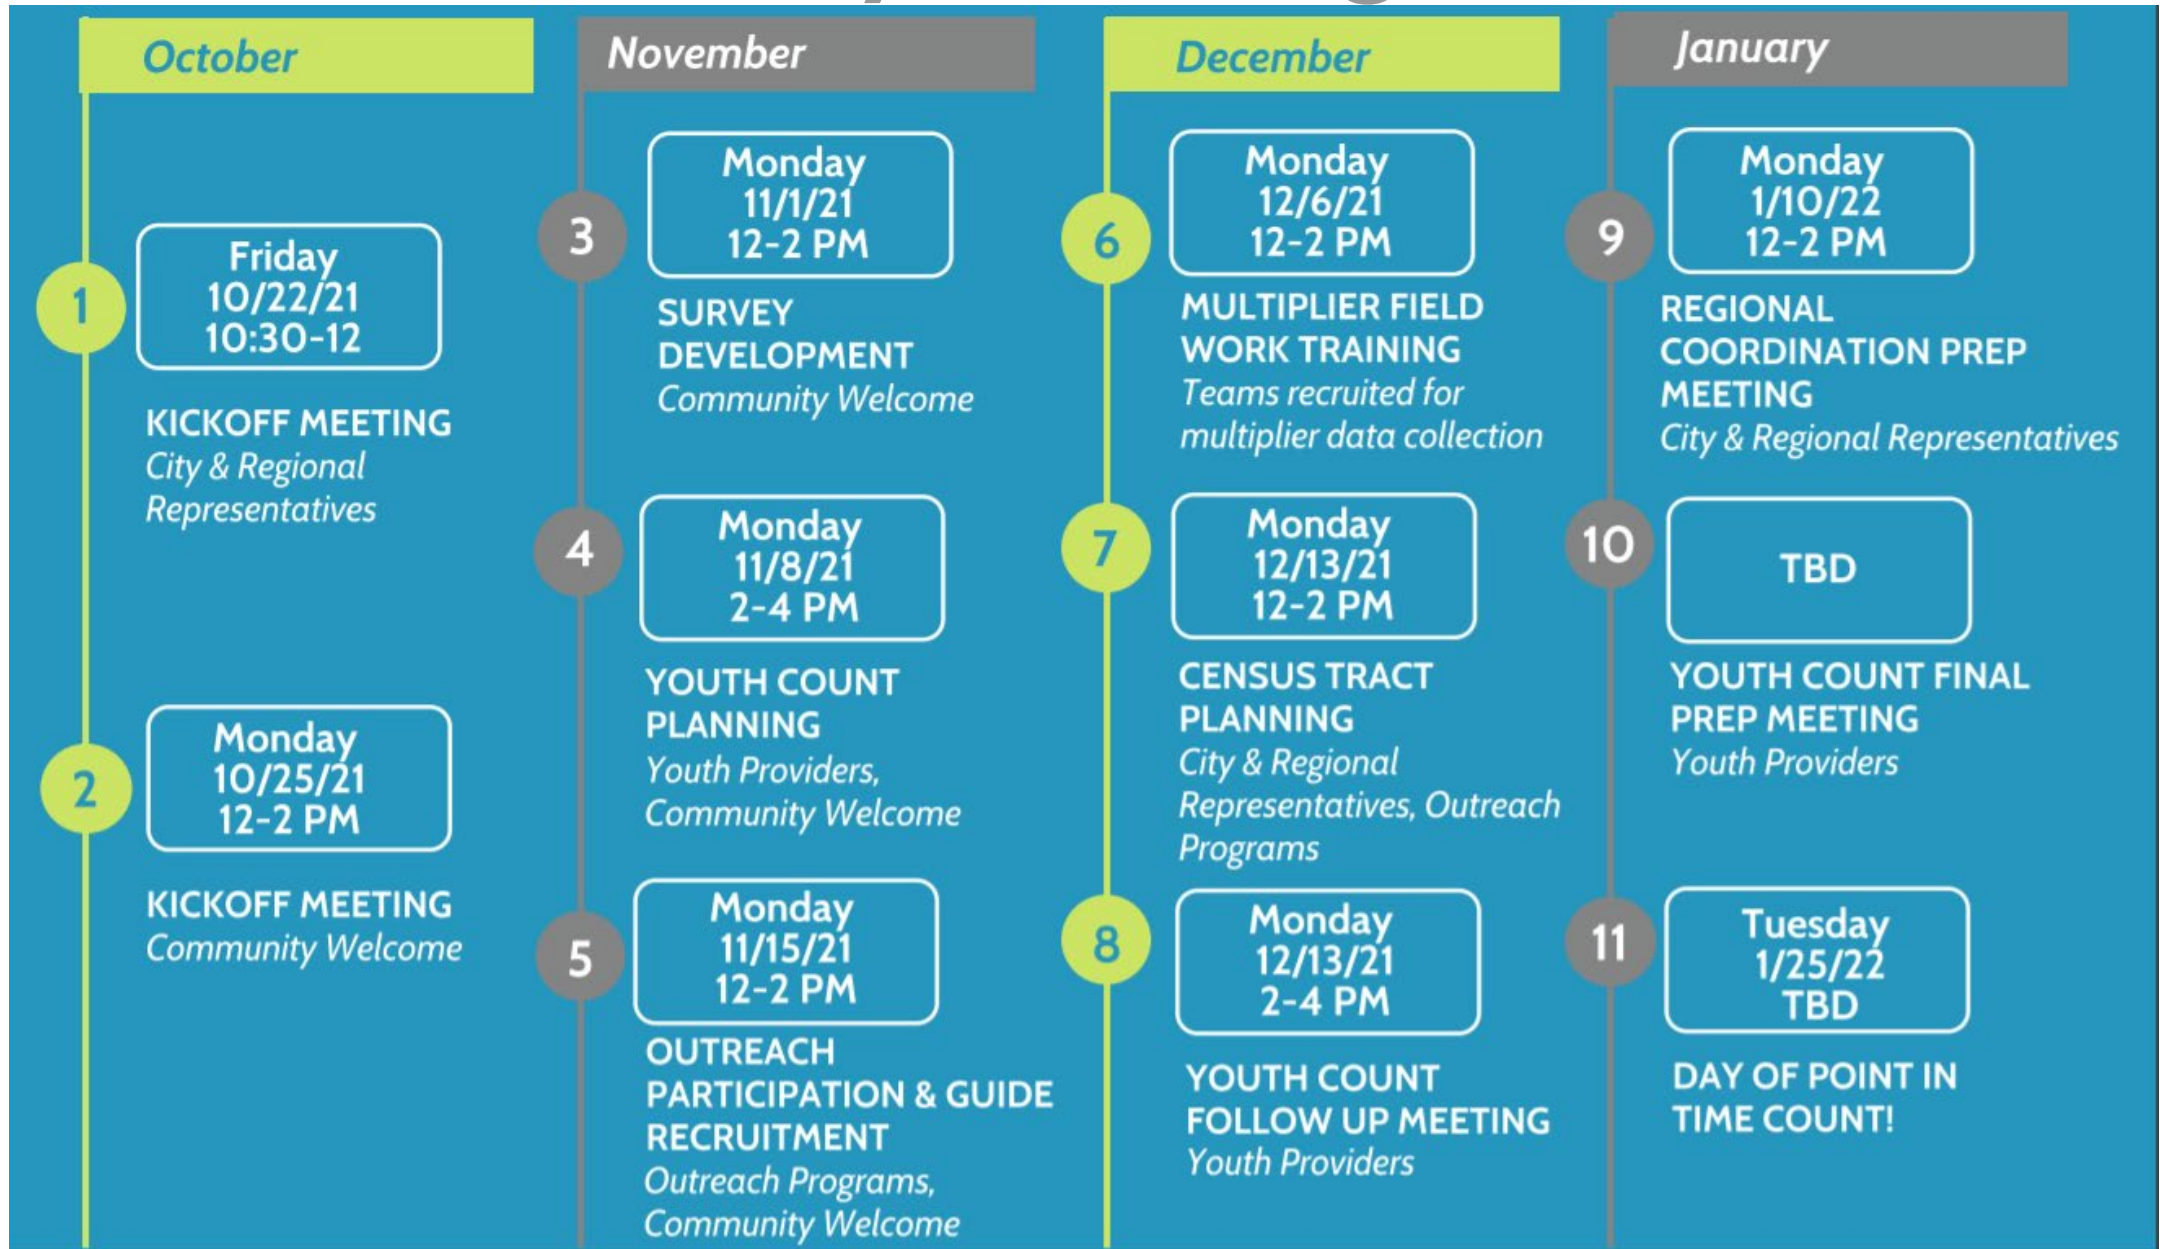 October
1
Friday
10/22/21
10:30-12
KICKOFF MEETING
City & Regional
Representatives
2
Monday
10/25/21
12-2 PM
KICKOFF MEETING
Community Welcome
November
3
Monday
11/1/21
12-2 PM
SURVEY
DEVELOPMENT
Community Welcome
4
Monday
11/8/21
2-4 PM
YOUTH COUNT
PLANNING
Youth Providers,
Community Welcome
5
Monday
11/15/21
12-2 PM
OUTREACH
PARTICIPATION & GUIDE
RECRUITMENT
Outreach Programs,
Community Welcome
December
6
Monday
12/6/21
12-2 PM
MULTIPLIER FIELD
WORK TRAINING
Teams recruited for
multiplier data collection
7
Monday
12/13/21
12-2 PM
CENSUS TRACT
PLANNING
City & Regional
Representatives, Outreach
Programs
8
Monday
12/13/21
2-4 PM
YOUTH COUNT
FOLLOW UP MEETING
Youth Providers
January
9
Monday
1/10/22
12-2 PM
REGIONAL
COORDINATION PREP
MEETING
City & Regional Representatives
10
TBD
YOUTH COUNT FINAL
PREP MEETING
Youth Providers
11
Tuesday
1/25/22
TBD
DAY OF POINT IN
TIME COUNT!